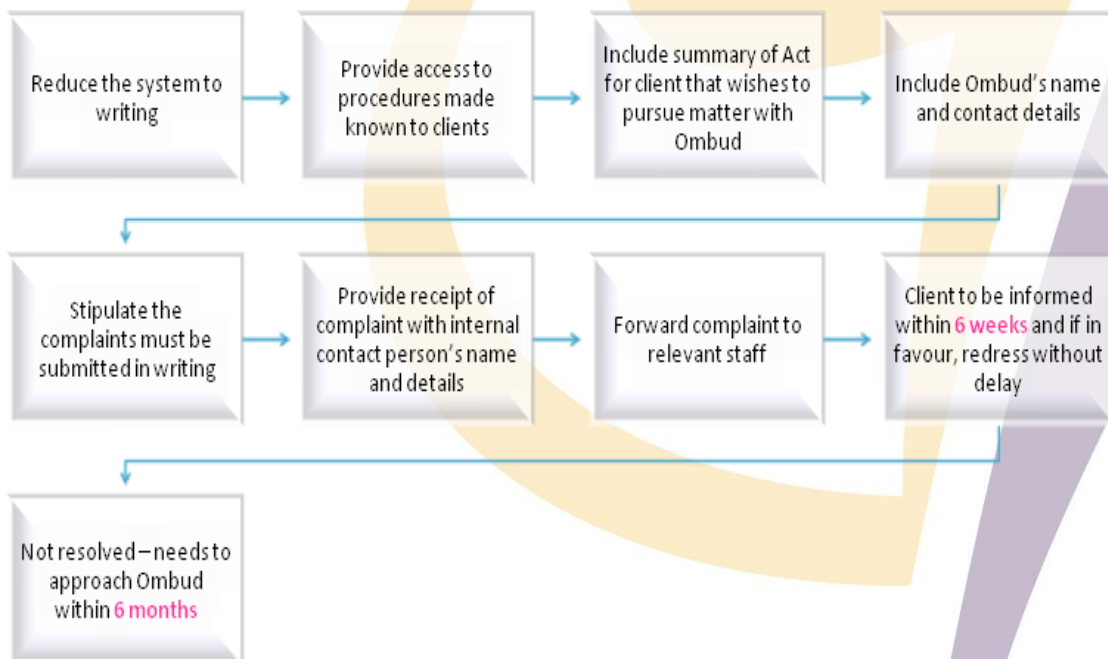 Reduce the system to
writing
Provide access to
procedures made
known to clients
Include summary of Act
for client that wishes to
pursue matter with
Ombud
Include Ombud's name
and contact details
Stipulate the
complaints must be
submitted in writing
Provide receipt of
complaint with internal
contact person's name
and details
Forward complaint to
relevant staff
Client to be informed
within 6 weeks and if in
favour, redress without
delay
Not resolved – needs to
approach Ombud
within 6 months